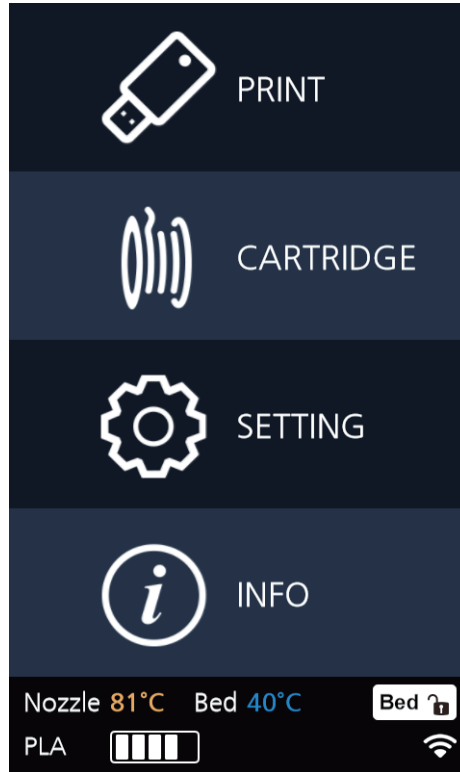 PRINT
CARTRIDGE
SETTING
INFO
Nozzle 81°C Bed 40°C Bed
PLA